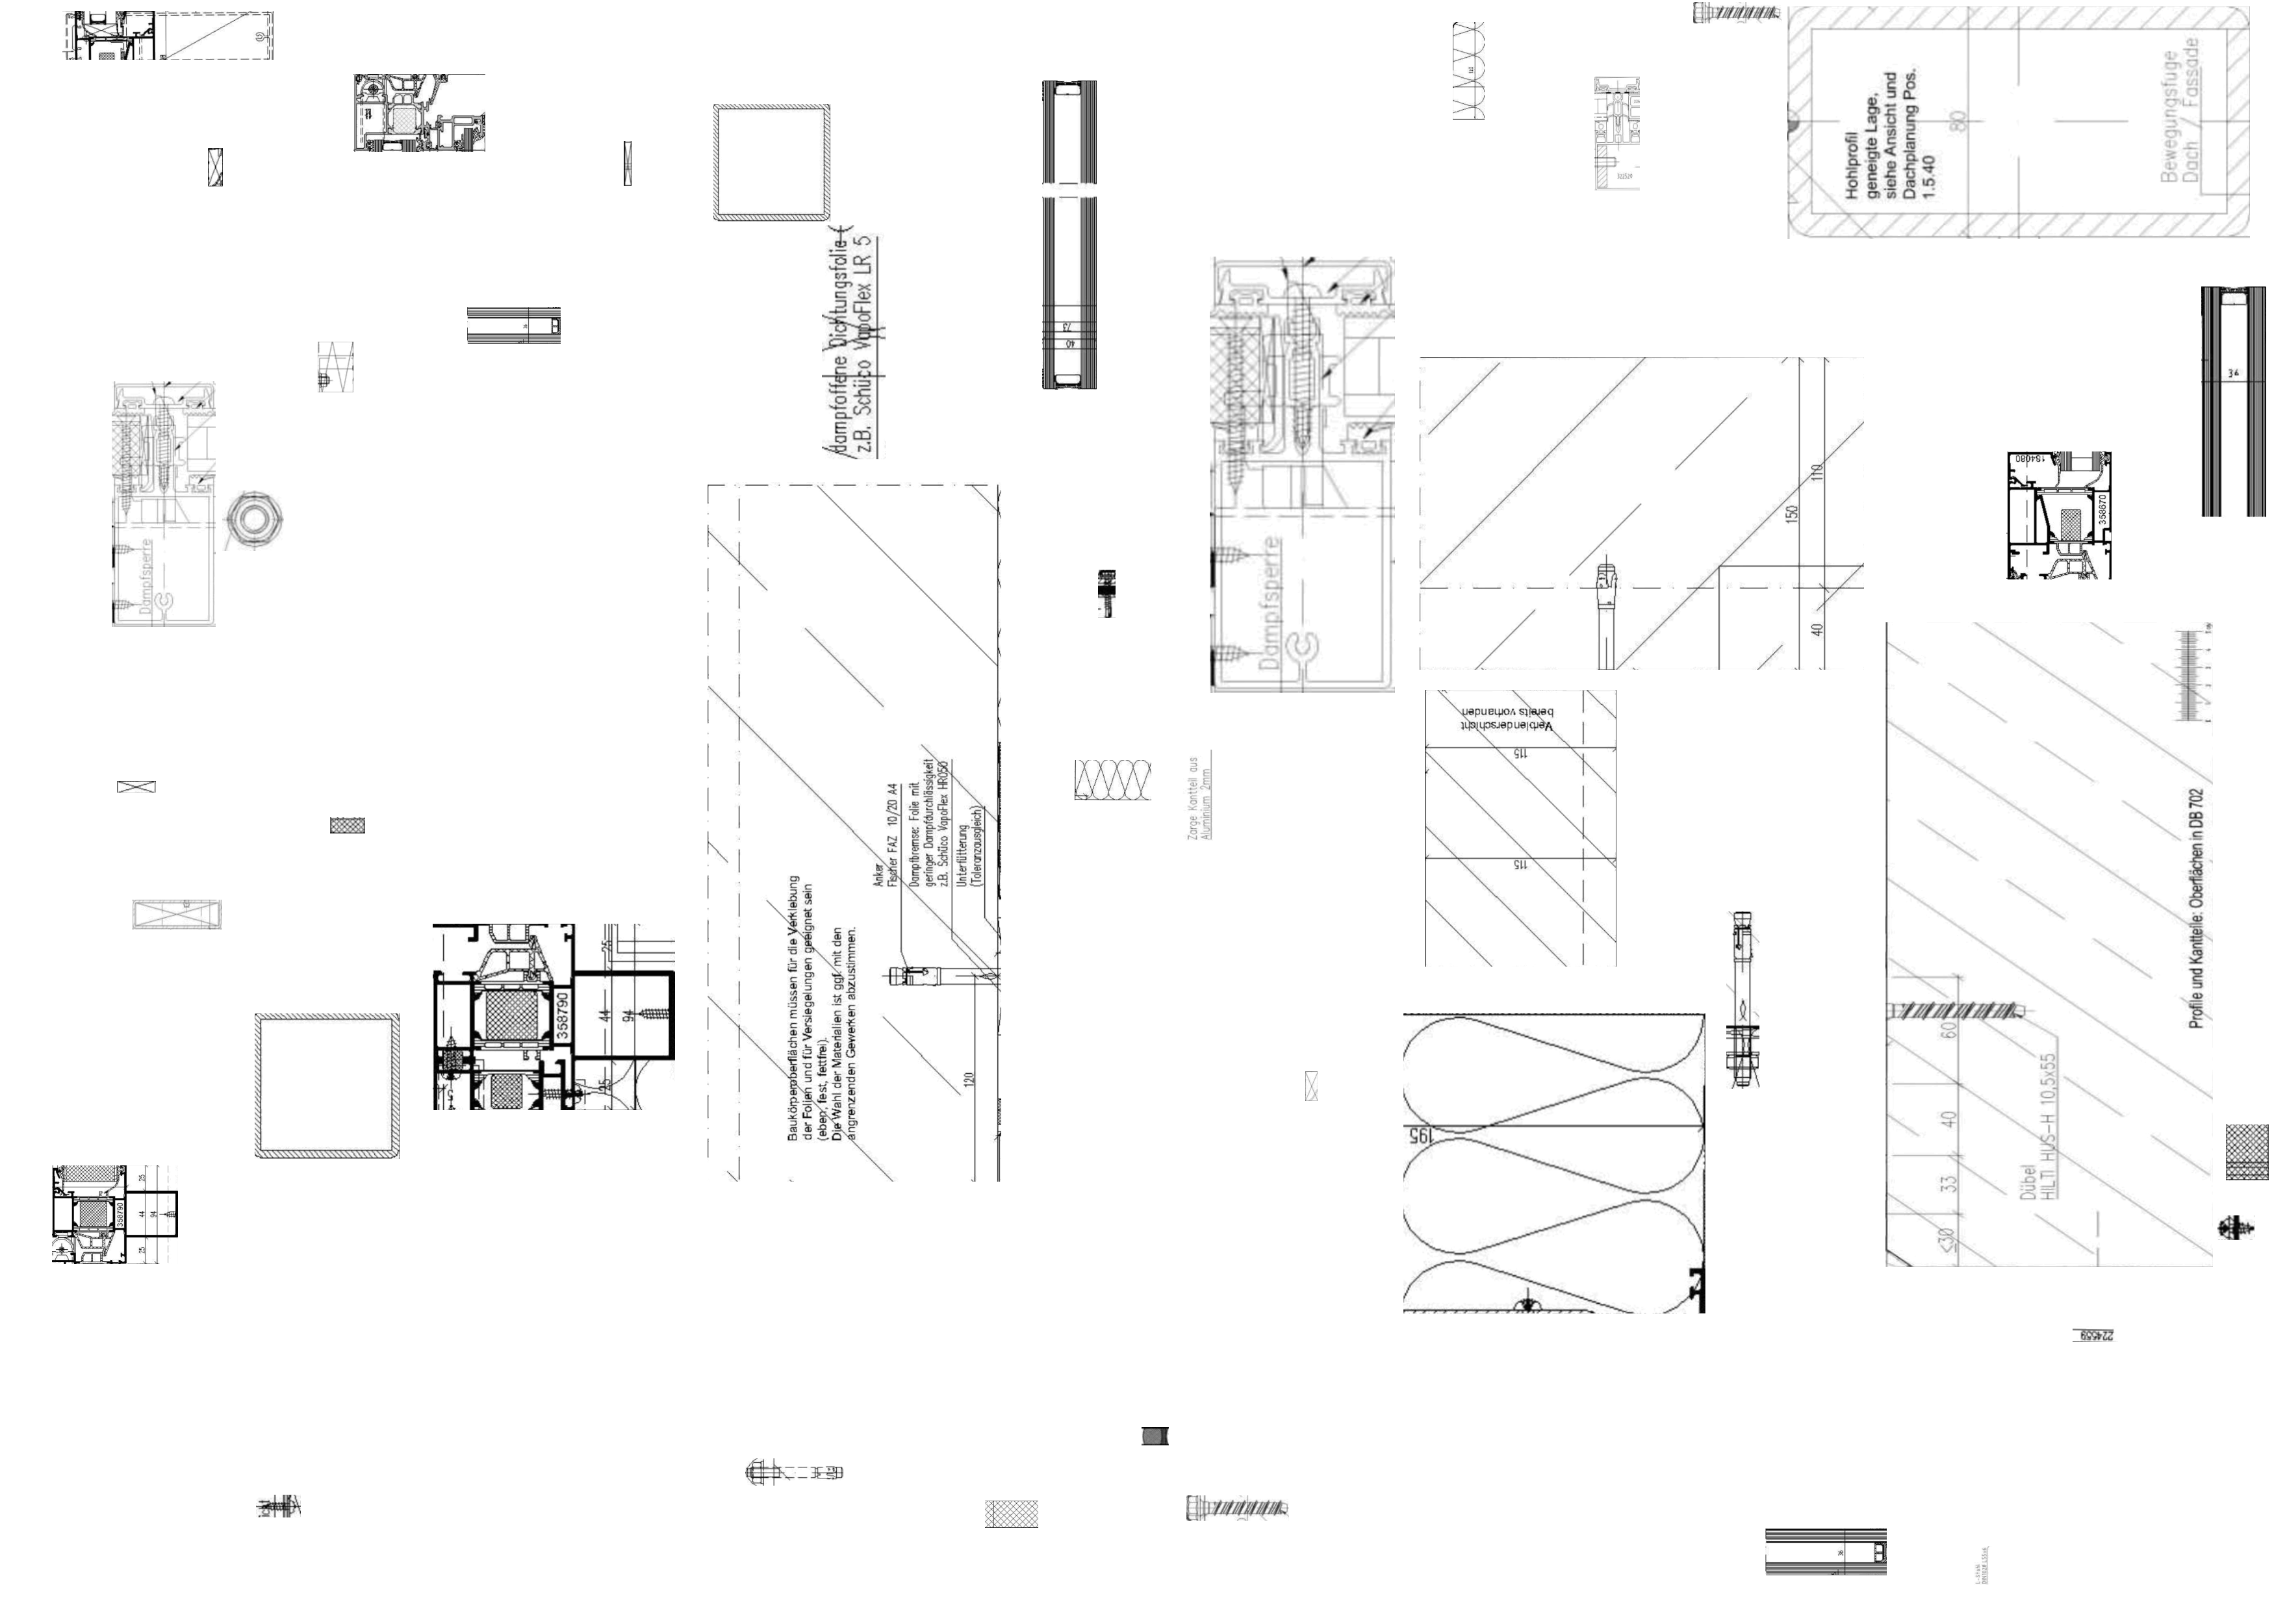 Hohlprofil
geneigte Lage,
siehe Ansicht und
Dachplanung Pos.
1.5.40
80
Bewegungsfuge
Dach / Fassade
dampfoffene Dichtungsfolie (
z.B. Schüco VapoFlex LR 5
73
40
36
Dampfsperre
Dampfsperre
150
110
40
154080
358670
Verblenderschicht
bereits vorhanden
115
115
Zarge Kantteil aus
Aluminium 2mm
Anker
Fischer FAZ 10/20 A4
Dampfbremse: Folie mit
geringer Dampfdurchlässigkeit
z.B. Schüco VapoFlex HR050
Unterfütterung
(Toleranzausgleich)
Baukörperoberflächen müssen für die Verklebung
der Folien und für Versiegelungen geeignet sein
(eben, fest, fettfrei).
Die Wahl der Materialien ist ggf. mit den
angrenzenden Gewerken abzustimmen.
120
358790
25
44
94
25
358790
25
44
94
25
195
Profile und Kantteile: Oberflächen in DB 702
60
40
33
≤30
Dübel
HILTI HUS-H 10,5x55
224559
36